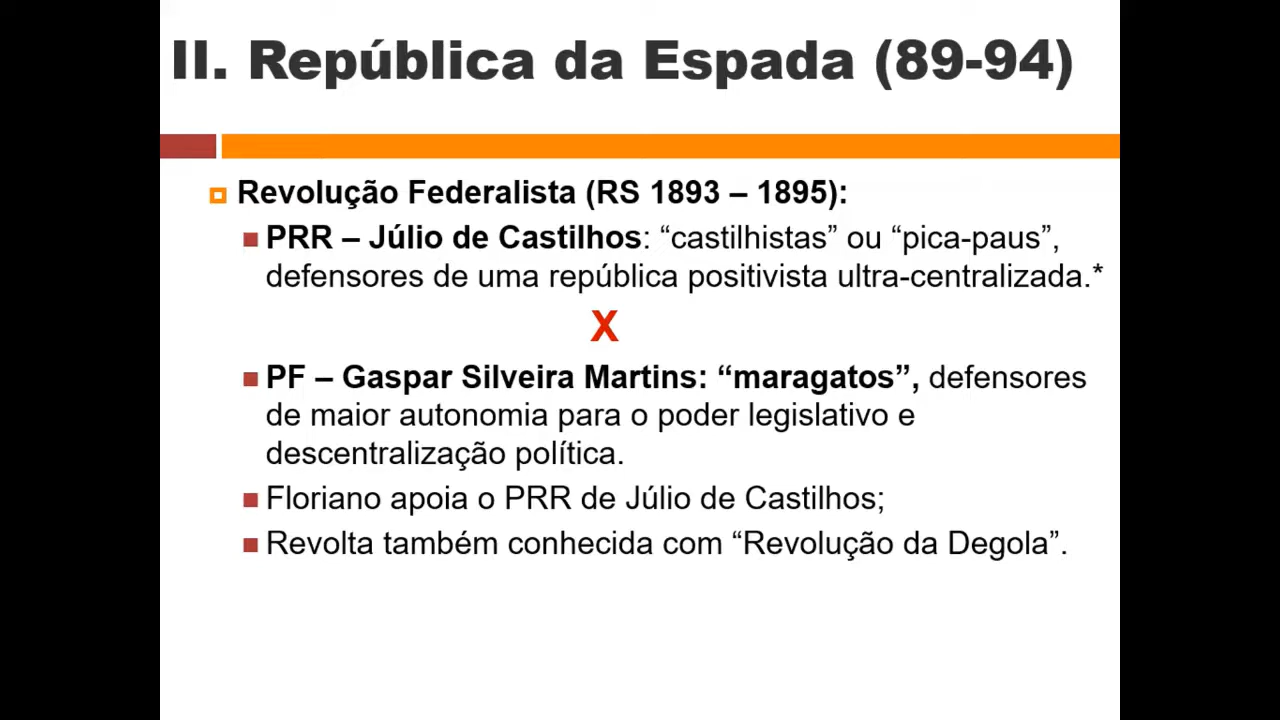 II. República da Espada (89-94)
Revolução Federalista (RS 1893 – 1895):
PRR – Júlio de Castilhos: “castilhistas” ou “pica-paus”,
defensores de uma república positivista ultra-centralizada.*
X
PF – Gaspar Silveira Martins: “maragatos”, defensores
de maior autonomia para o poder legislativo e
descentralização política.
Floriano apoia o PRR de Júlio de Castilhos;
Revolta também conhecida com “Revolução da Degola”.